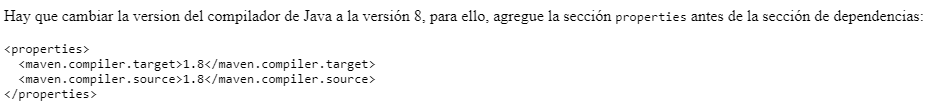 Hay que cambiar la version del compilador de Java a la versión 8, para ello, agregue la sección properties antes de la sección de dependencias:
<properties>
  <maven.compiler.target>1.8</maven.compiler.target>
  <maven.compiler.source>1.8</maven.compiler.source>
</properties>